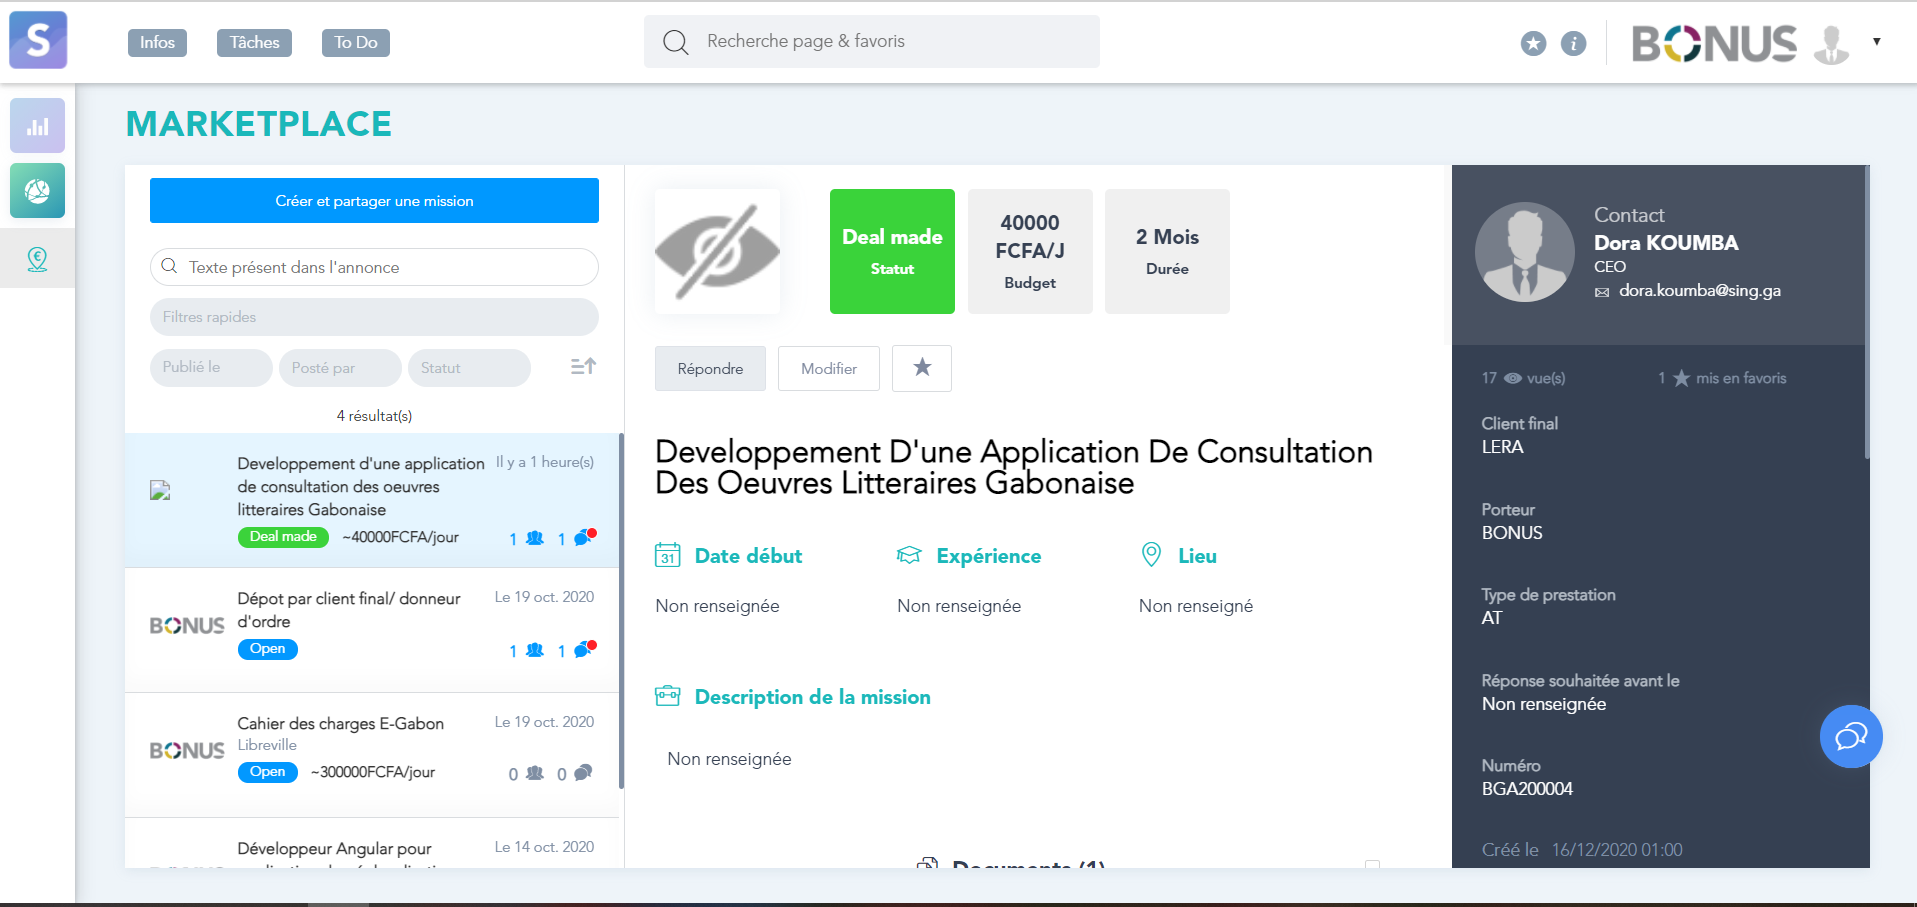 S
Infos
Tâches
To Do
Recherche page & favoris
BONUS
MARKETPLACE
Créer et partager une mission
Texte présent dans l'annonce
Filtres rapides
Publié le
Posté par
Statut
4 résultat(s)
Developpement d'une application
de consultation des oeuvres
litteraires Gabonaise
Il y a 1 heure(s)
Deal made
~40000FCFA/jour
1
1
BONUS
Dépot par client final/ donneur
d'ordre
Le 19 oct. 2020
Open
1
1
BONUS
Cahier des charges E-Gabon
Libreville
Le 19 oct. 2020
Open
~300000FCFA/jour
0
0
Développeur Angular pour
Le 14 oct. 2020
Deal made
Statut
40000
FCFA/J
Budget
2 Mois
Durée
Répondre
Modifier
Developpement D'une Application De Consultation
Des Oeuvres Litteraires Gabonaise
31
Date début
Non renseignée
Expérience
Non renseignée
Lieu
Non renseigné
Description de la mission
Non renseignée
Documents (1)
Contact
Dora KOUMBA
CEO
dora.koumba@sing.ga
17 vue(s)
1 mis en favoris
Client final
LERA
Porteur
BONUS
Type de prestation
AT
Réponse souhaitée avant le
Non renseignée
Numéro
BGA200004
Créé le 16/12/2020 01:00